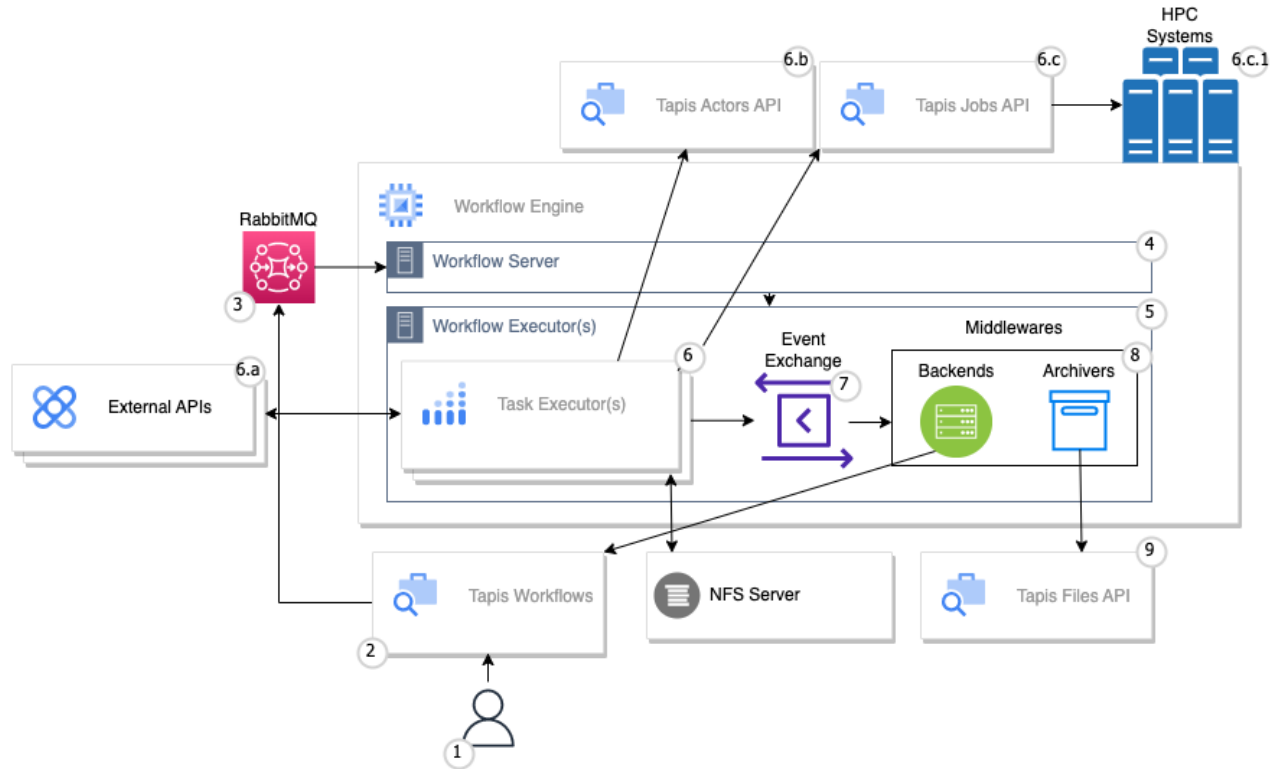 HPC
Systems
6.b
6.c
6.c.1
Tapis Actors API
Tapis Jobs API
Workflow Engine
RabbitMQ
3
Workflow Server
4
Workflow Executor(s)
5
Event
Exchange
7
Middlewares
8
Backends
Archivers
6
Task Executor(s)
6.a
External APIs
Tapis Workflows
2
NFS Server
9
Tapis Files API
1